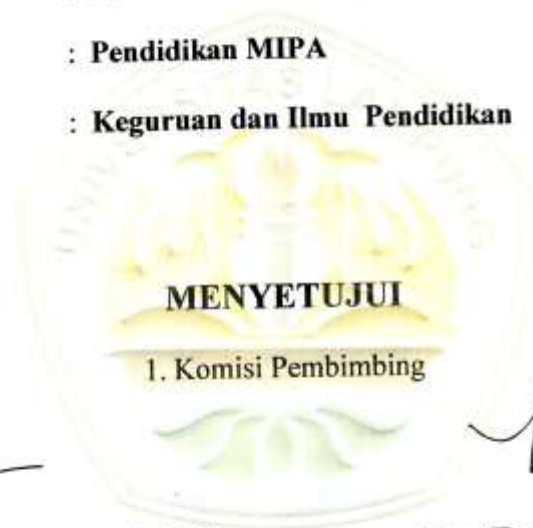 : Pendidikan MIPA
: Keguruan dan Ilmu Pendidikan
MENYETUJUI
1. Komisi Pembimbing